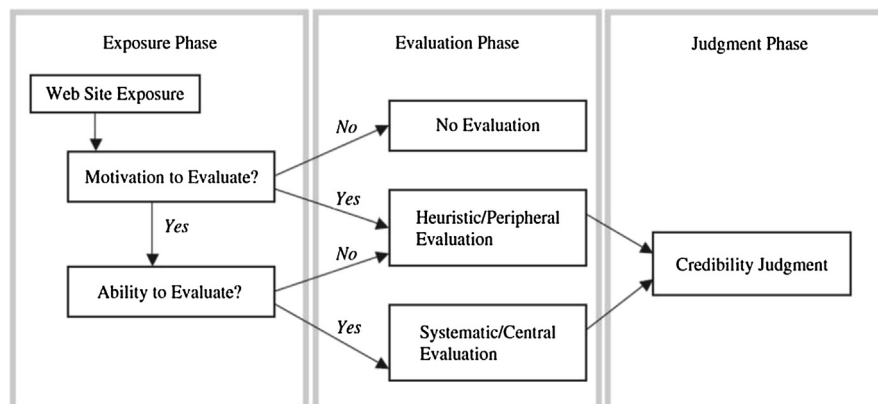 Exposure Phase
Evaluation Phase
Judgment Phase
Web Site Exposure
No
No Evaluation
Motivation to Evaluate?
Yes
Heuristic/Peripheral
Evaluation
Yes
No
Credibility Judgment
Ability to Evaluate?
Yes
Systematic/Central
Evaluation